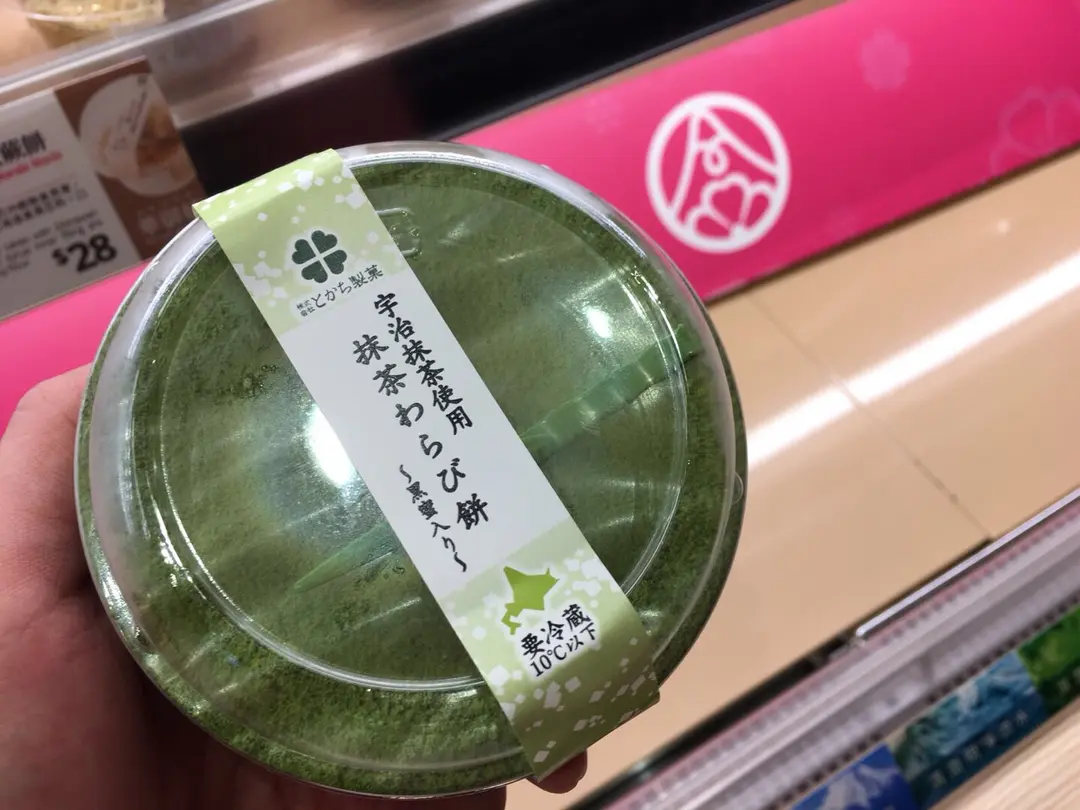 株式会社とかち製菓
宇治抹茶使用
抹茶わらび餅
~黒蜜入り~
要冷蔵
10℃以下
$28